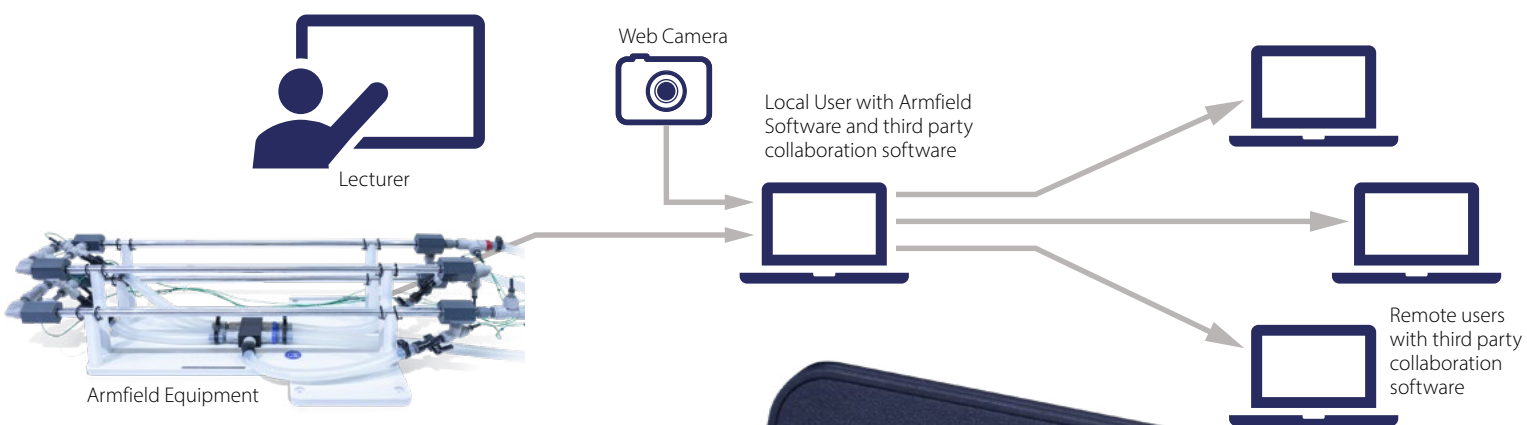 Web Camera
Local User with Armfield
Software and third party
collaboration software
Lecturer
Armfield Equipment
Remote users
with third party
collaboration
software